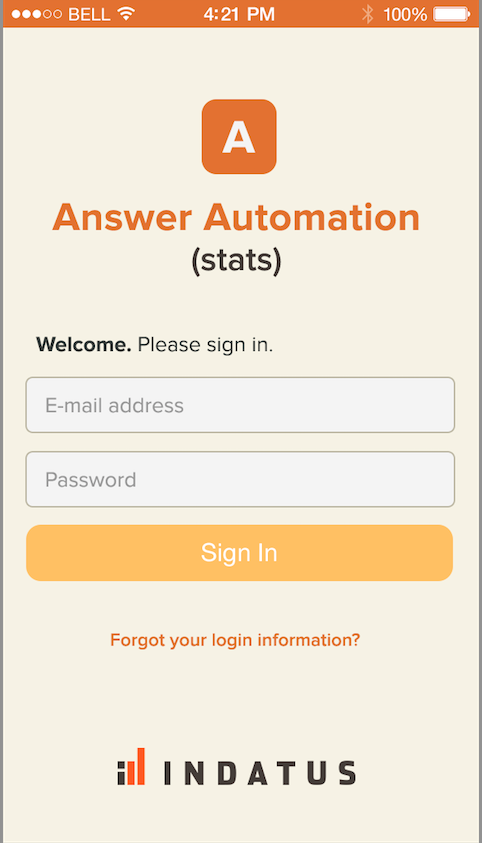 BELL 4:21 PM 100%
A
Answer Automation
(stats)
Welcome. Please sign in.
E-mail address
Password
Sign In
Forgot your login information?
INDATUS